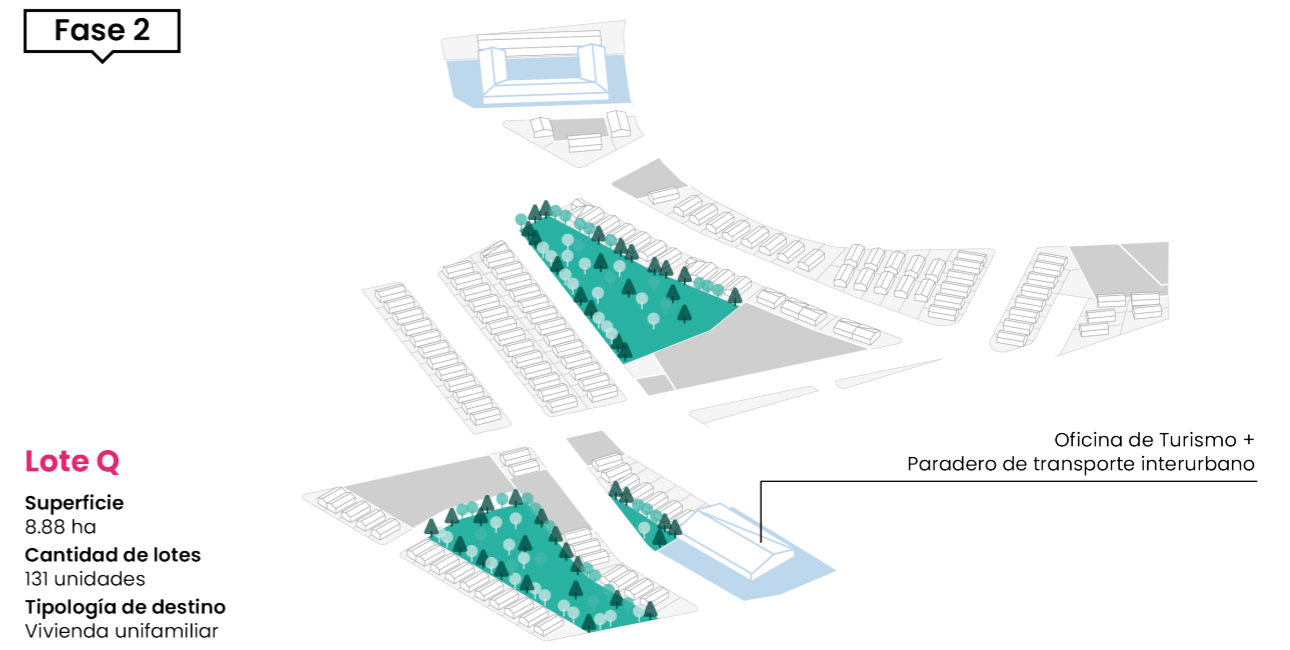 Fase 2
Oficina de Turismo +
Paradero de transporte interurbano
Lote Q
Superficie
8.88 ha
Cantidad de lotes
131 unidades
Tipología de destino
Vivienda unifamiliar